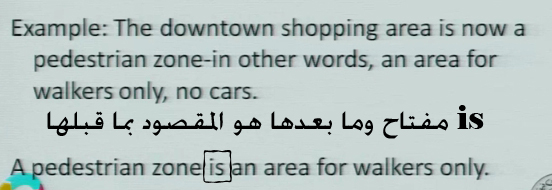 Example: The downtown shopping area is now a
pedestrian zone-in other words, an area for
walkers only, no cars.
is مفتاح وما بعدها هو المقصود بما قبلها
A pedestrian zone is an area for walkers only.